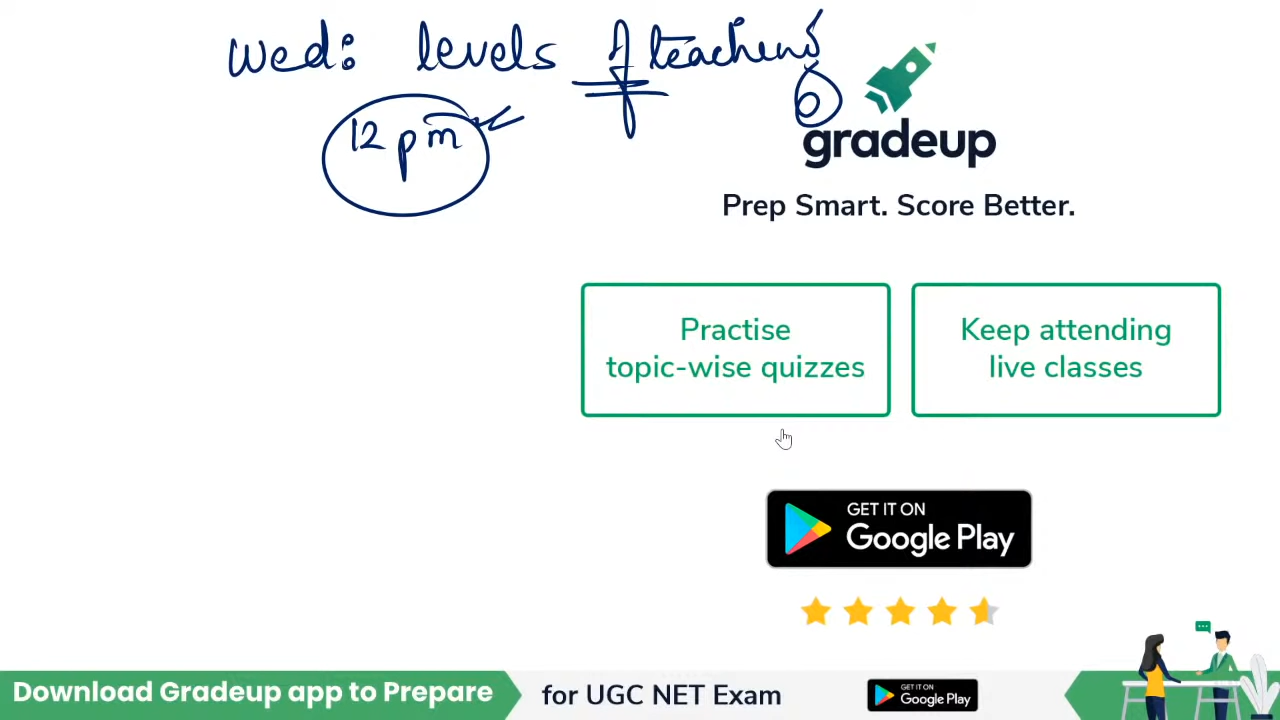 Wed: levels of teaching
12 pm
gradeup
Prep Smart. Score Better.
Practise
topic-wise quizzes
Keep attending
live classes
GET IT ON
Google Play
Download Gradeup app to Prepare
for UGC NET Exam
GET IT ON
Google Play